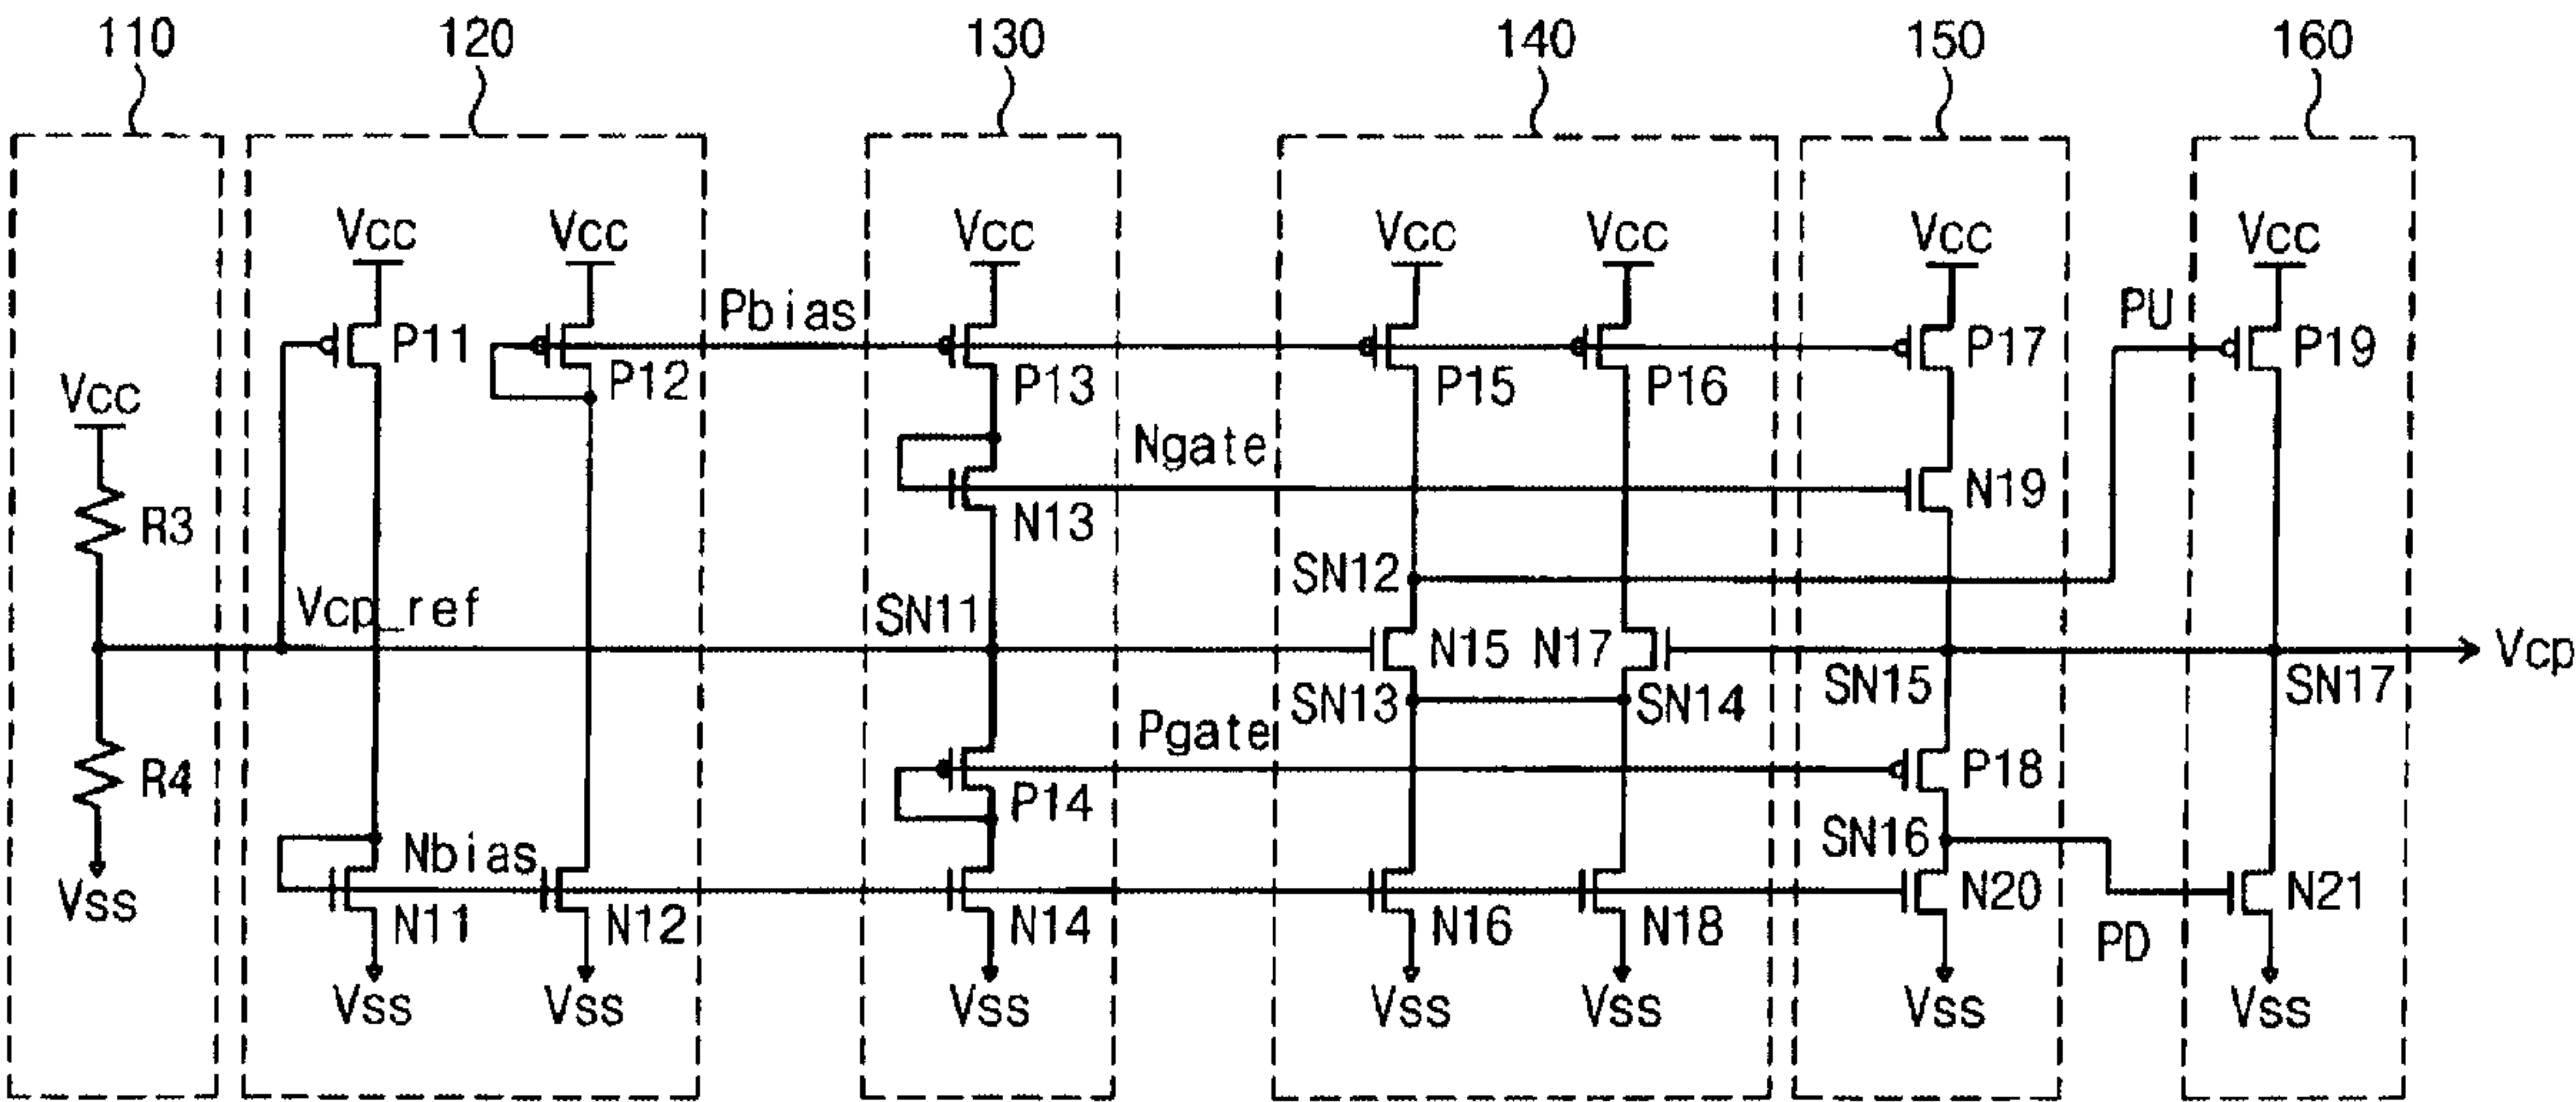 110
120
130
140
150
160
Vcc
Vcc
Vcc
Vcc
Vcc
Vcc
Vcc
Pbias
PU
P11
P12
P13
P15
P16
P17
P19
Vcc
Ngate
R3
N13
N19
SN12
Vcp_ref
SN11
N15
N17
SN13
SN14
SN15
SN17
Vcp
Pgate
R4
P14
P18
SN16
Nbias
Vss
N11
N12
N14
N16
N18
N20
N21
PD
Vss
Vss
Vss
Vss
Vss
Vss
Vss